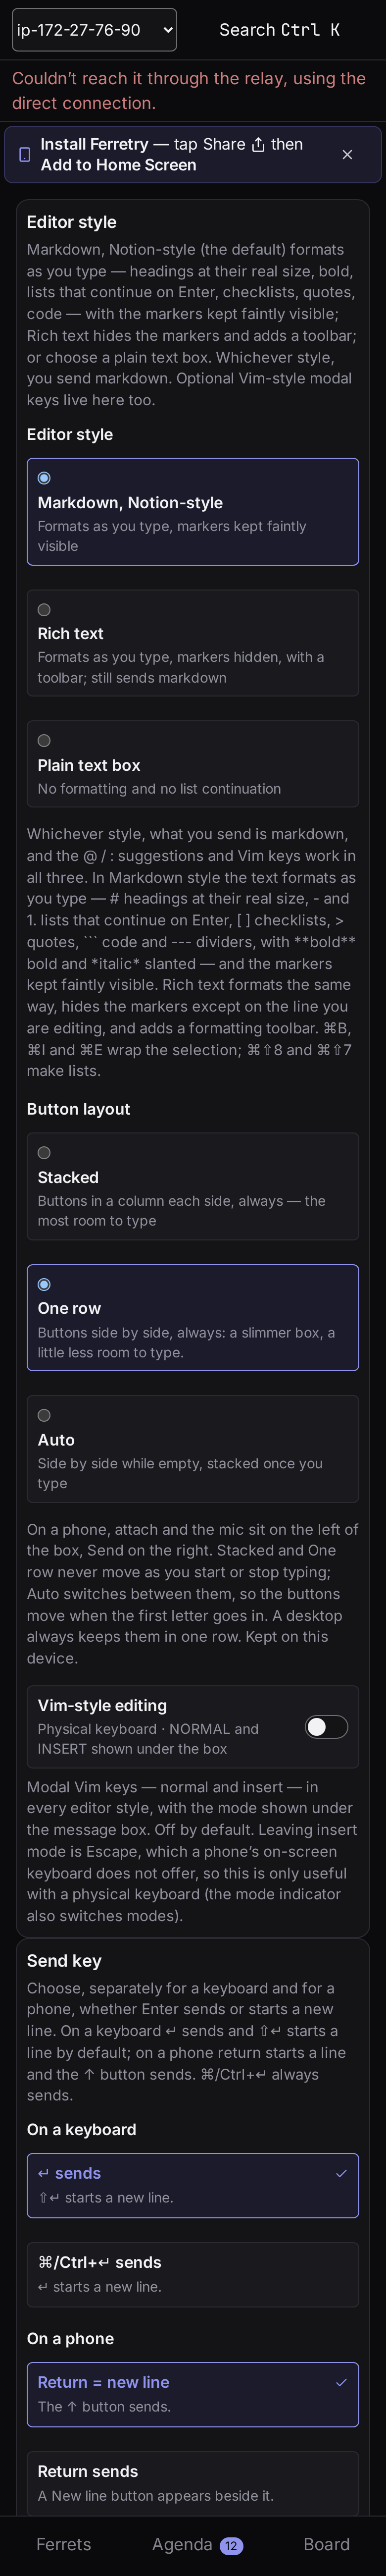 ip-172-27-76-90
Search Ctrl K
Couldn’t reach it through the relay, using the
direct connection.
Install Ferretry — tap Share then
Add to Home Screen
Editor style
Markdown, Notion-style (the default) formats
as you type — headings at their real size, bold,
lists that continue on Enter, checklists, quotes,
code — with the markers kept faintly visible;
Rich text hides the markers and adds a toolbar;
or choose a plain text box. Whichever style,
you send markdown. Optional Vim-style modal
keys live here too.
Editor style
Markdown, Notion-style
Formats as you type, markers kept faintly
visible
Rich text
Formats as you type, markers hidden, with a
toolbar; still sends markdown
Plain text box
No formatting and no list continuation
Whichever style, what you send is markdown,
and the @ / : suggestions and Vim keys work in
all three. In Markdown style the text formats as
you type — # headings at their real size, - and
1. lists that continue on Enter, [ ] checklists, >
quotes, ``` code and --- dividers, with **bold**
bold and *italic* slanted — and the markers
kept faintly visible. Rich text formats the same
way, hides the markers except on the line you
are editing, and adds a formatting toolbar. ⌘B,
⌘I and ⌘E wrap the selection; ⌘⇧8 and ⌘⇧7
make lists.
Button layout
Stacked
Buttons in a column each side, always — the
most room to type
One row
Buttons side by side, always: a slimmer box, a
little less room to type.
Auto
Side by side while empty, stacked once you
type
On a phone, attach and the mic sit on the left of
the box, Send on the right. Stacked and One
row never move as you start or stop typing;
Auto switches between them, so the buttons
move when the first letter goes in. A desktop
always keeps them in one row. Kept on this
device.
Vim-style editing
Physical keyboard · NORMAL and
INSERT shown under the box
Modal Vim keys — normal and insert — in
every editor style, with the mode shown under
the message box. Off by default. Leaving insert
mode is Escape, which a phone’s on-screen
keyboard does not offer, so this is only useful
with a physical keyboard (the mode indicator
also switches modes).
Send key
Choose, separately for a keyboard and for a
phone, whether Enter sends or starts a new
line. On a keyboard ↵ sends and ⇧↵ starts a
line by default; on a phone return starts a line
and the ↑ button sends. ⌘/Ctrl+↵ always
sends.
On a keyboard
↵ sends
⇧↵ starts a new line.
⌘/Ctrl+↵ sends
↵ starts a new line.
On a phone
Return = new line
The ↑ button sends.
Return sends
A New line button appears beside it.
Ferrets
Agenda 12
Board